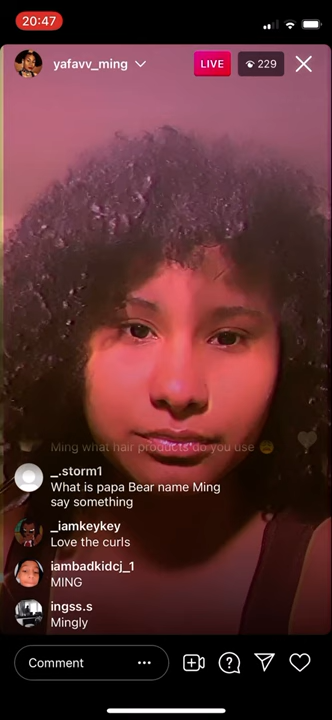 20:47
yafavv_ming
LIVE
229
Ming what hair products do you use
_.storm1
What is papa Bear name Ming
say something
_iamkeykey
Love the curls
iambadkidcj_1
MING
ingss.s
Mingly
Comment